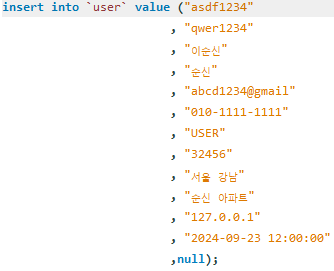 insert into `user` value ("asdf1234"
, "qwer1234"
, "이순신"
, "순신"
, "abcd1234@gmail"
, "010-1111-1111"
, "USER"
, "32456"
, "서울 강남"
, "순신 아파트"
, "127.0.0.1"
, "2024-09-23 12:00:00"
,null);